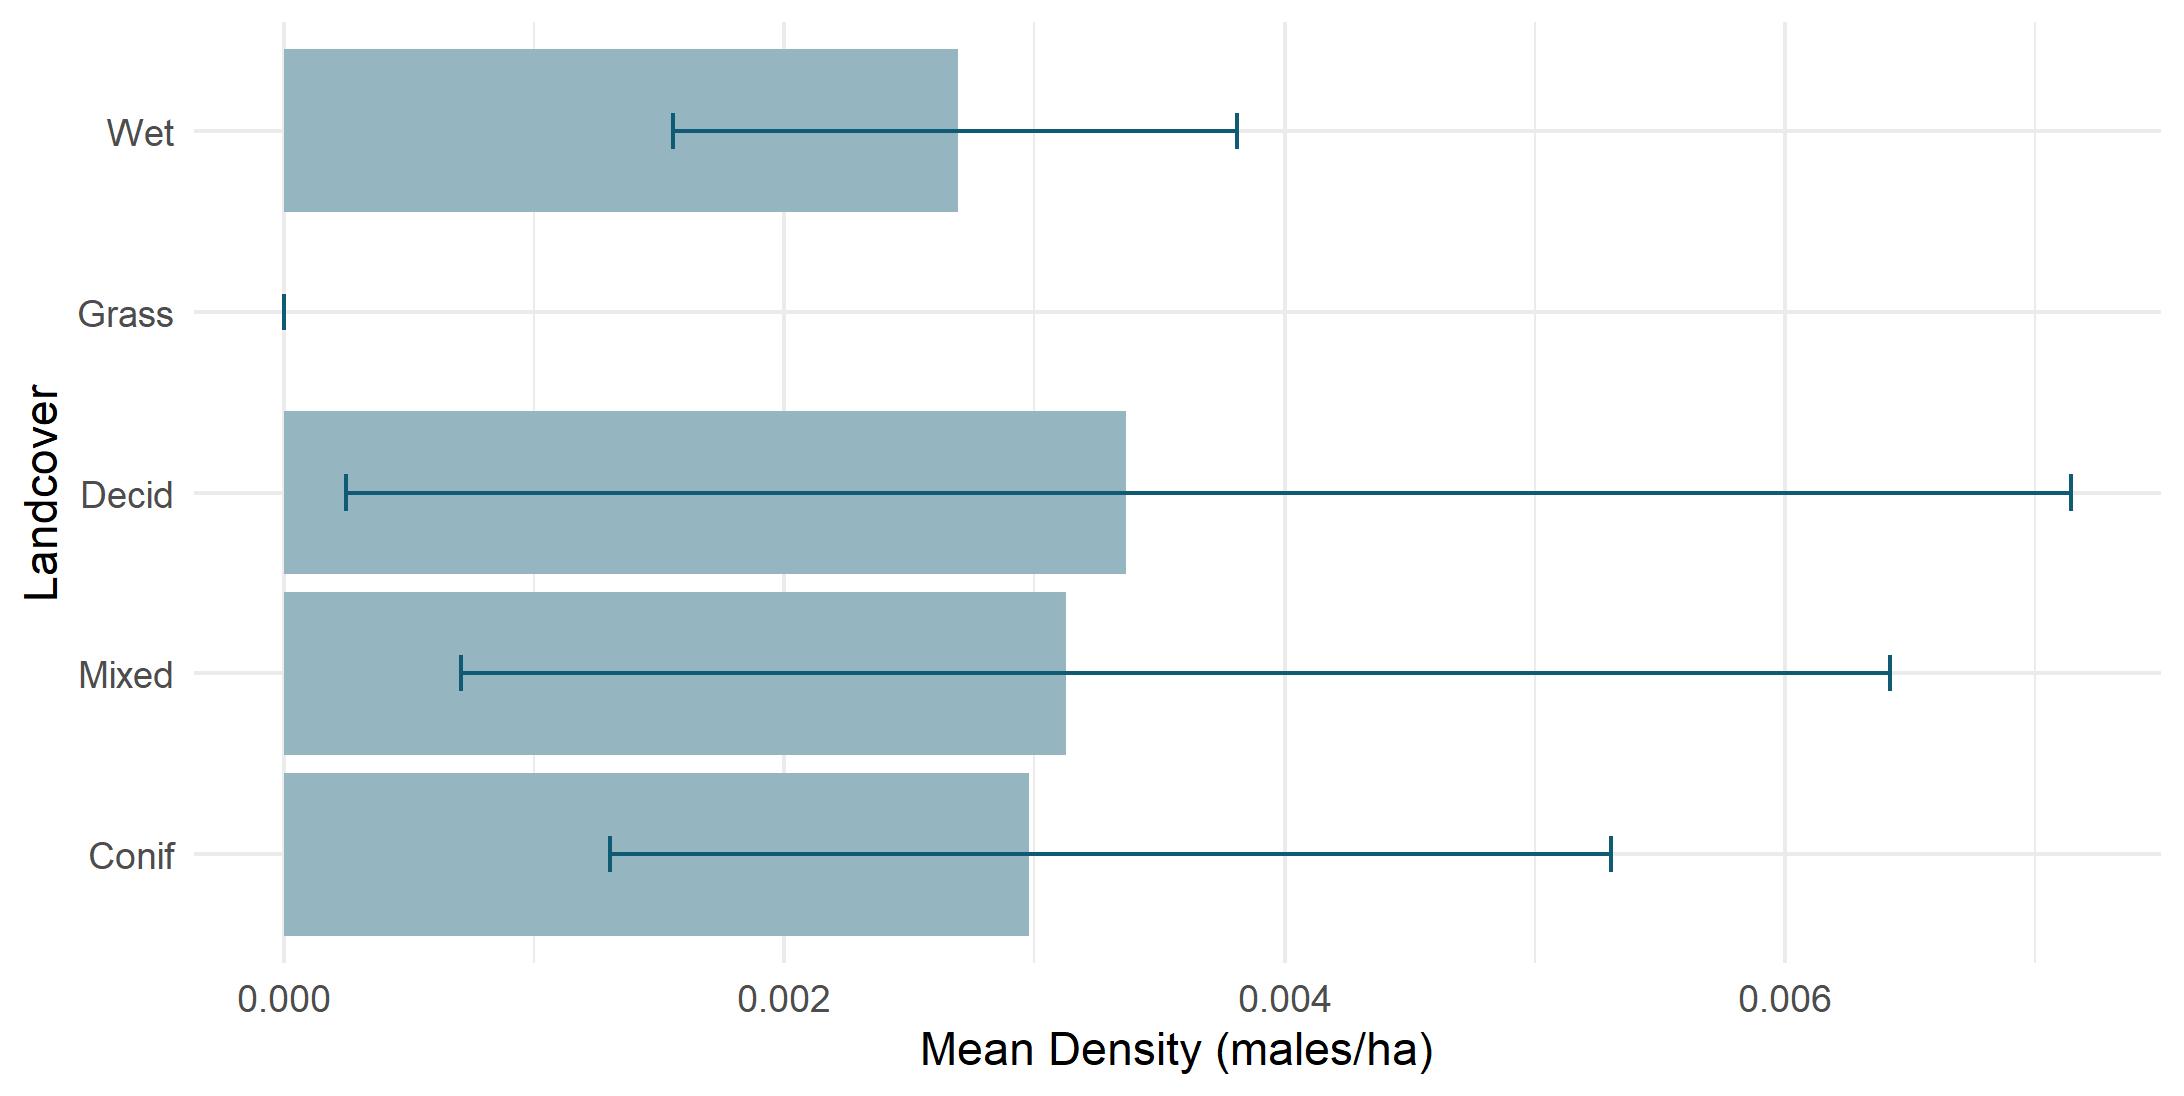 Wet
Grass
Decid
Mixed
Conif
Landcover
0.000 0.002 0.004 0.006
Mean Density (males/ha)